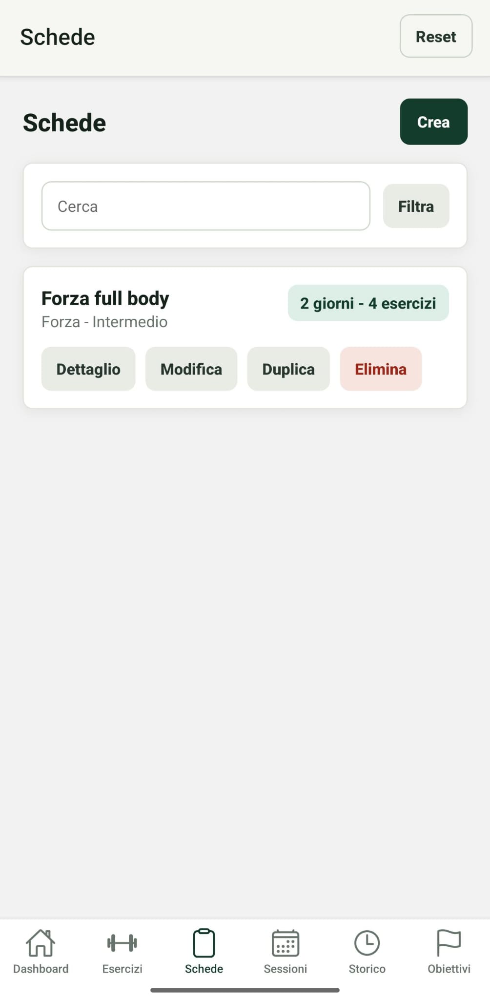 Schede
Reset
Schede
Crea
Cerca
Filtra
Forza full body
2 giorni - 4 esercizi
Forza - Intermedio
Dettaglio
Modifica
Duplica
Elimina
Dashboard
Esercizi
Schede
Sessioni
Storico
Obiettivi